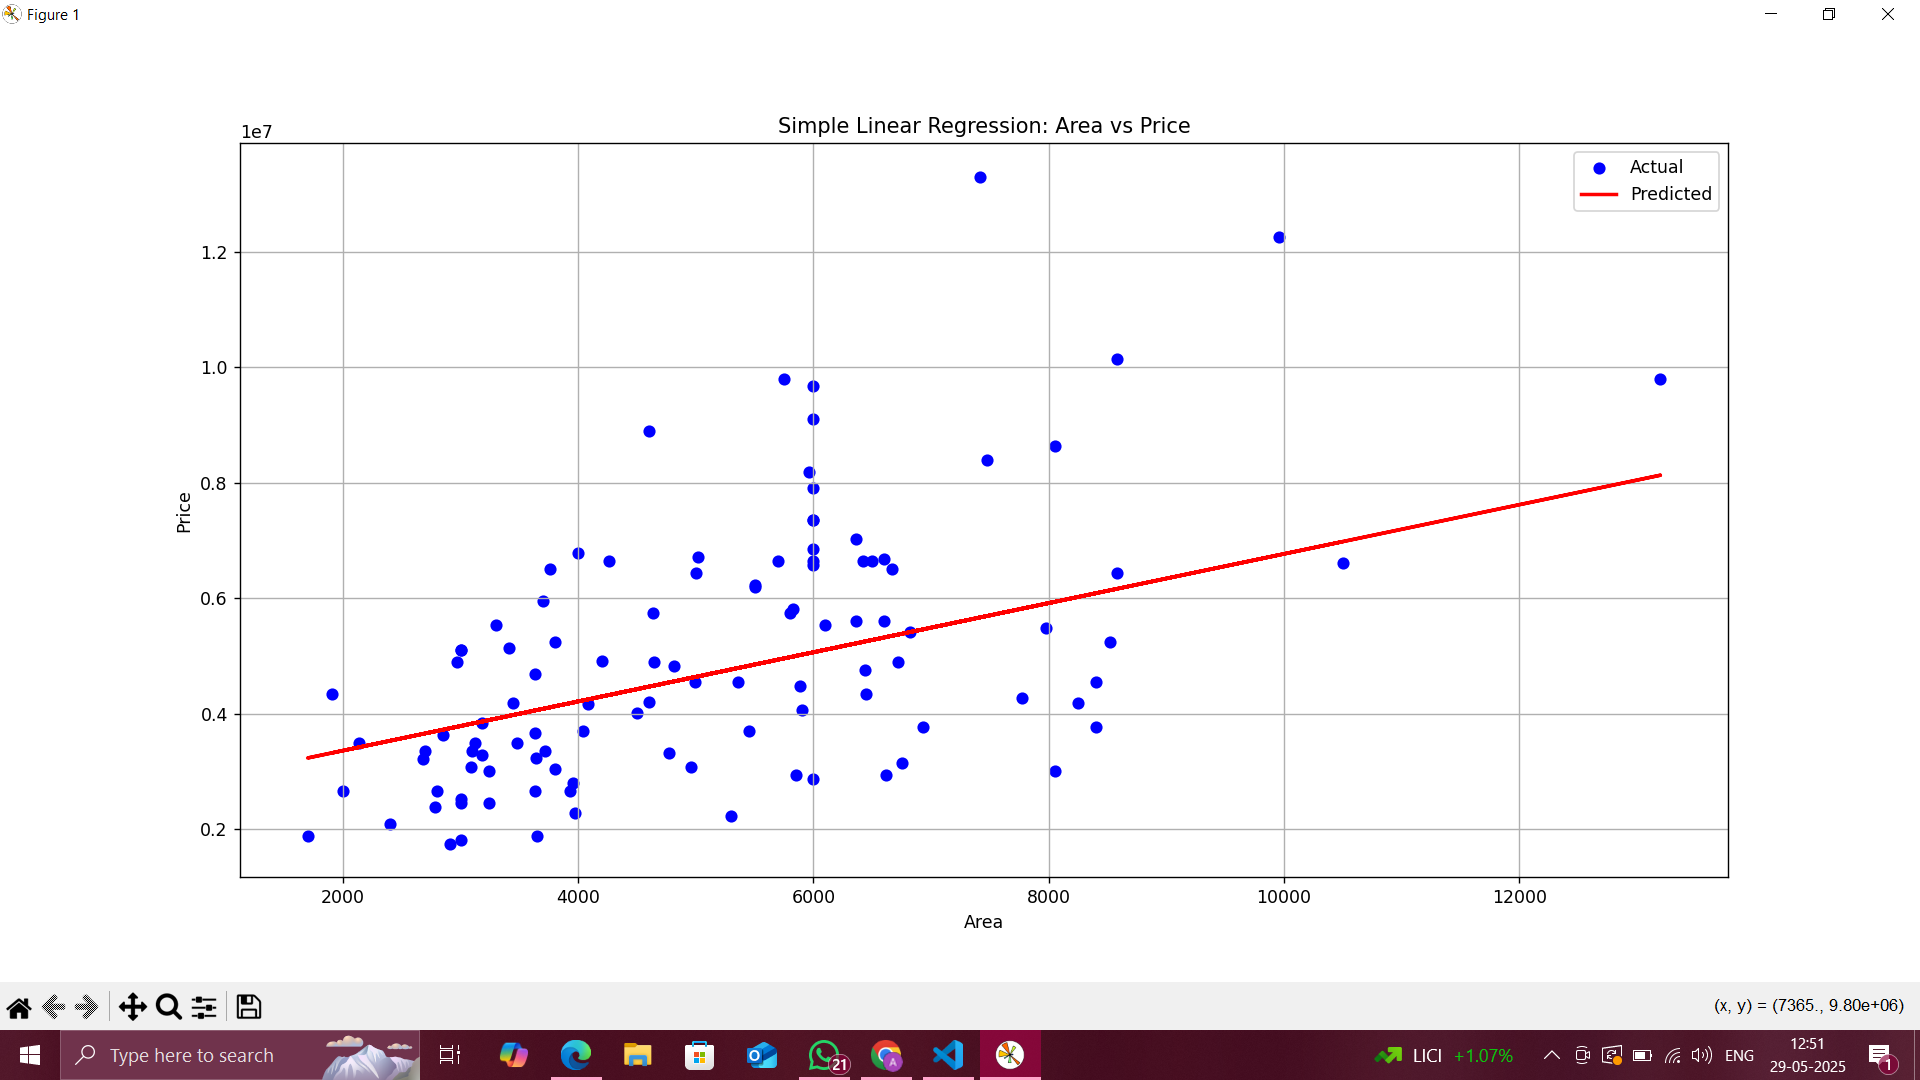 Figure 1
Simple Linear Regression: Area vs Price
1e7
Actual
Predicted
1.2
1.0
0.8
0.6
0.4
0.2
Price
2000 4000 6000 8000 10000 12000
Area
(x, y) = (7365., 9.80e+06)
Type here to search
21
A
LICI +1.07%
ENG
12:51
29-05-2025
1